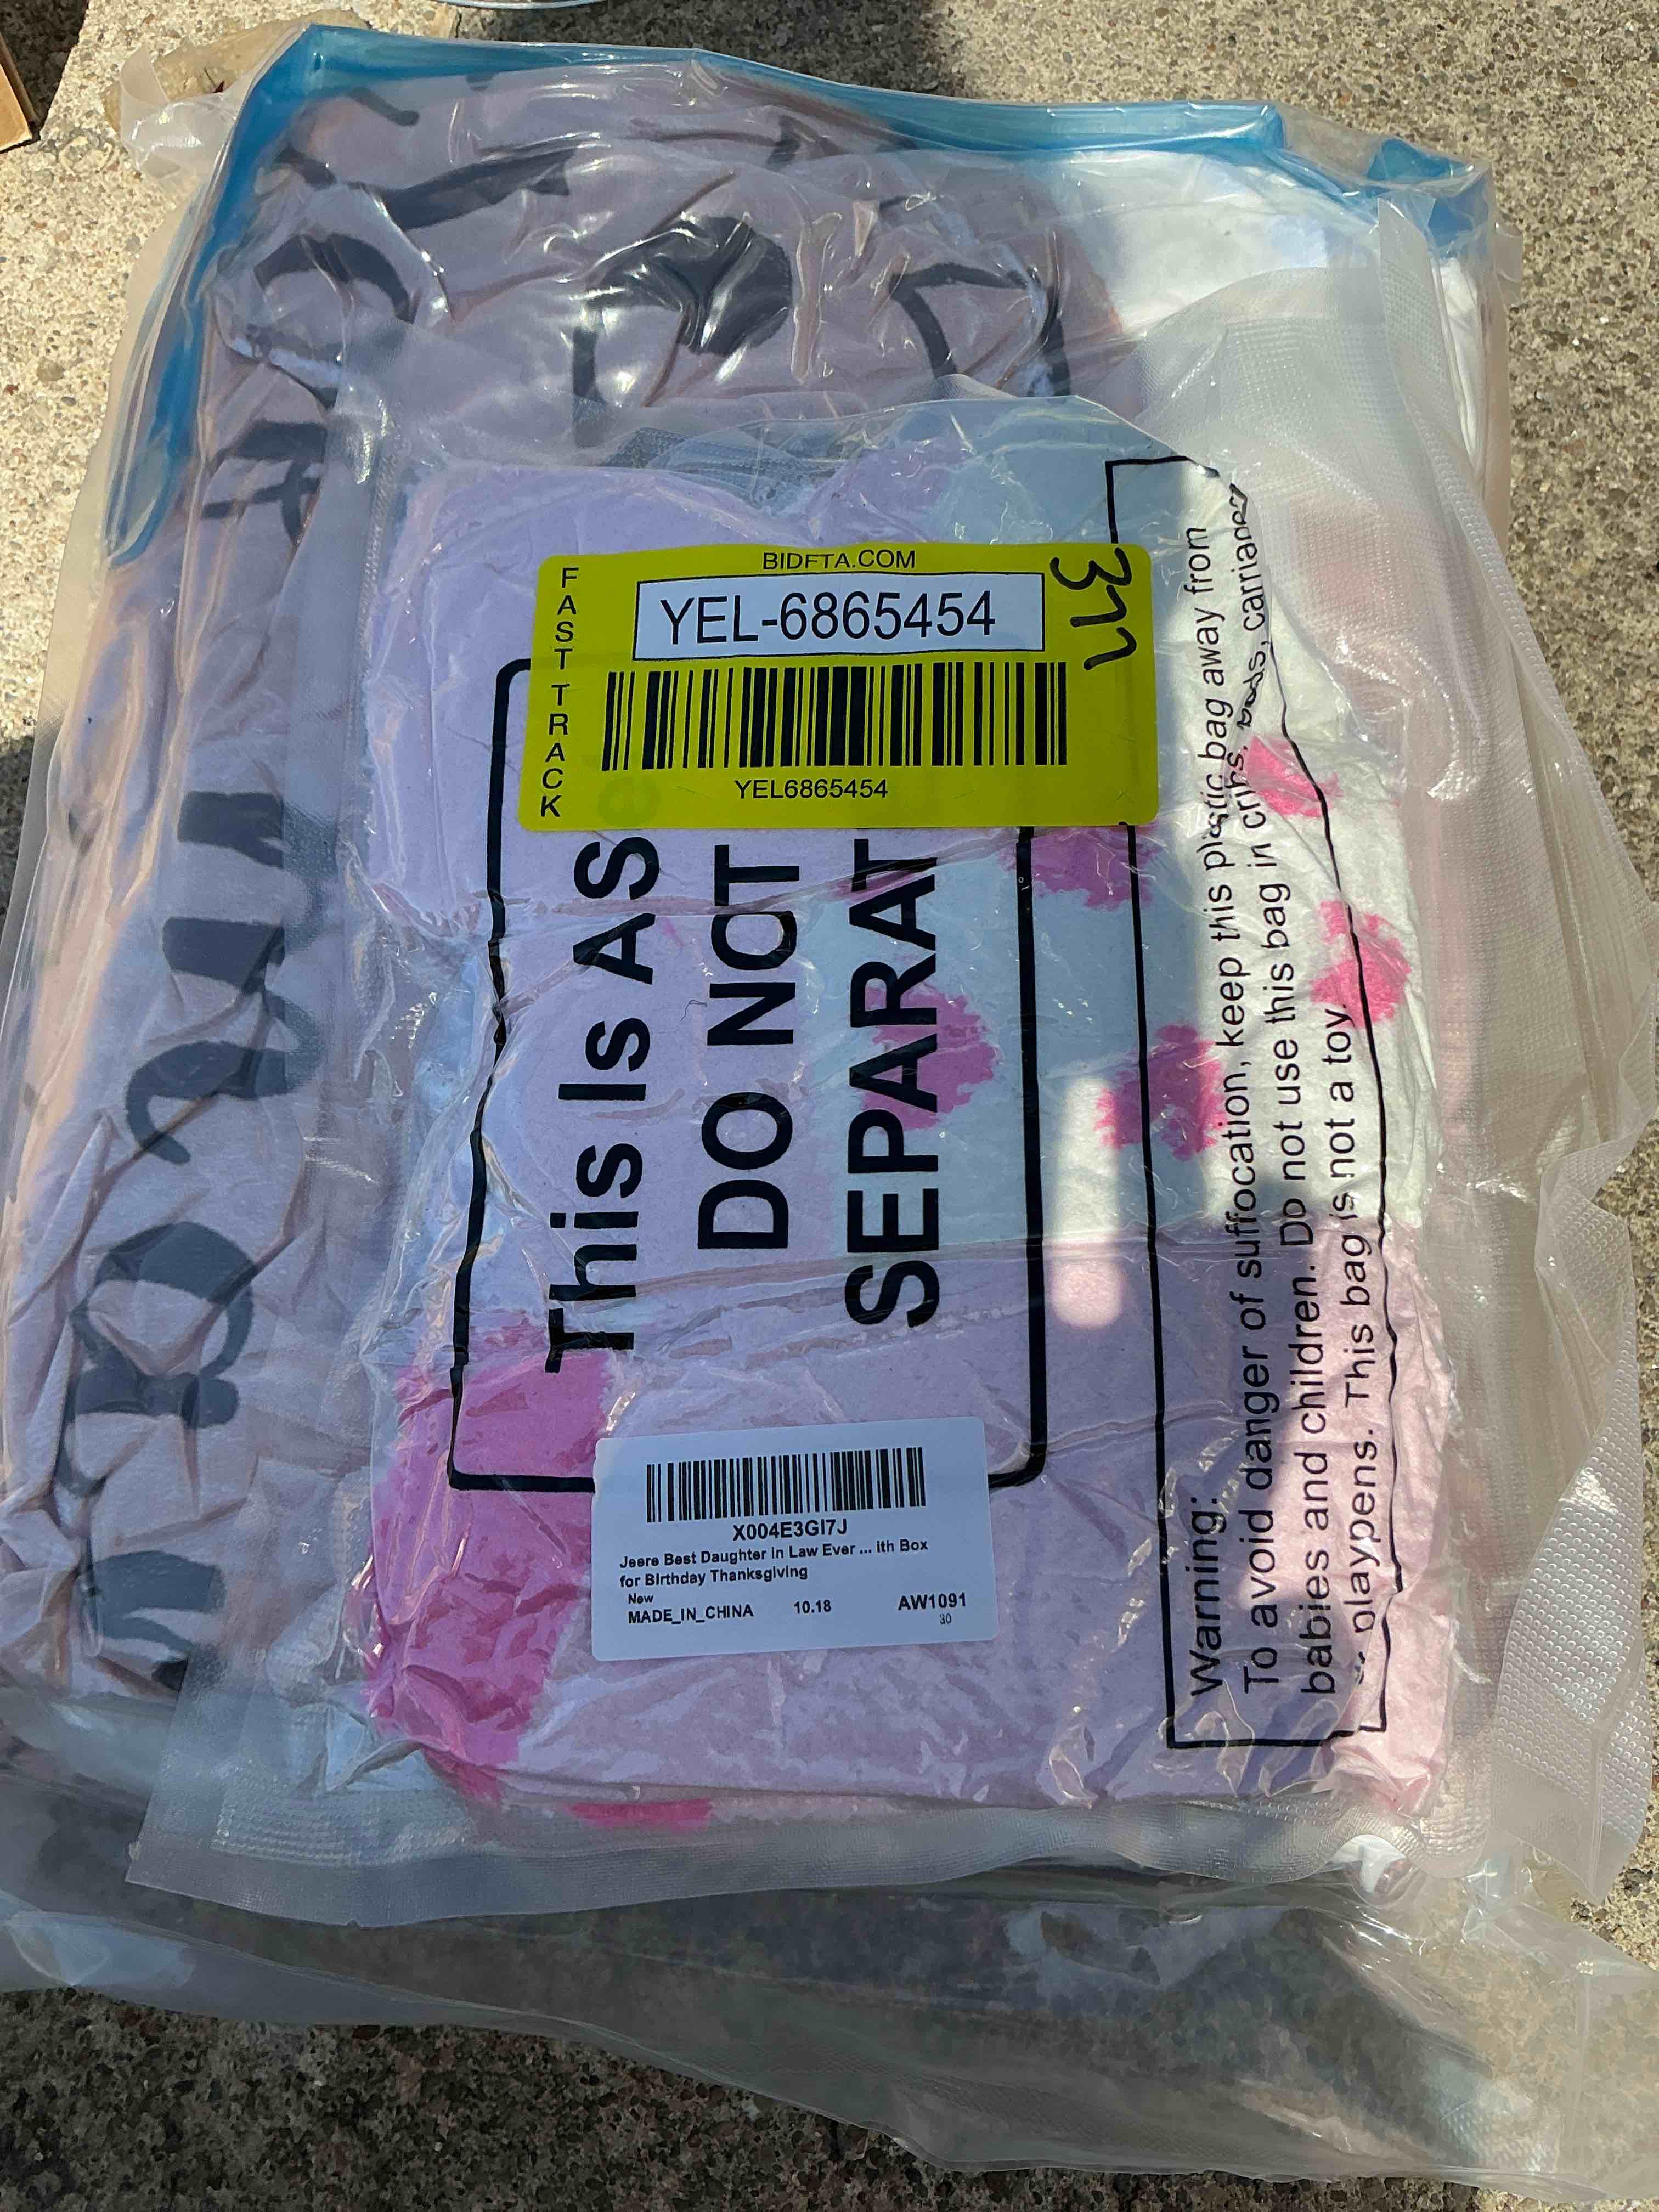 BIDFTA.COM
FAST TRACK
YEL-6865454
377
YEL6865454
This Is A S
DO NOT
SEPARAT
Warning:
To avoid danger of suffocation, keep this plastic bag away from
babies and children. Do not use this bag in cribs, beds, carriages
playpens. This bag is not a toy.
X004E3GI7J
Jeere Best Daughter in Law Ever ... ith Box
for Birthday Thanksgiving
New
MADE_IN_CHINA 10.18 AW1091
30